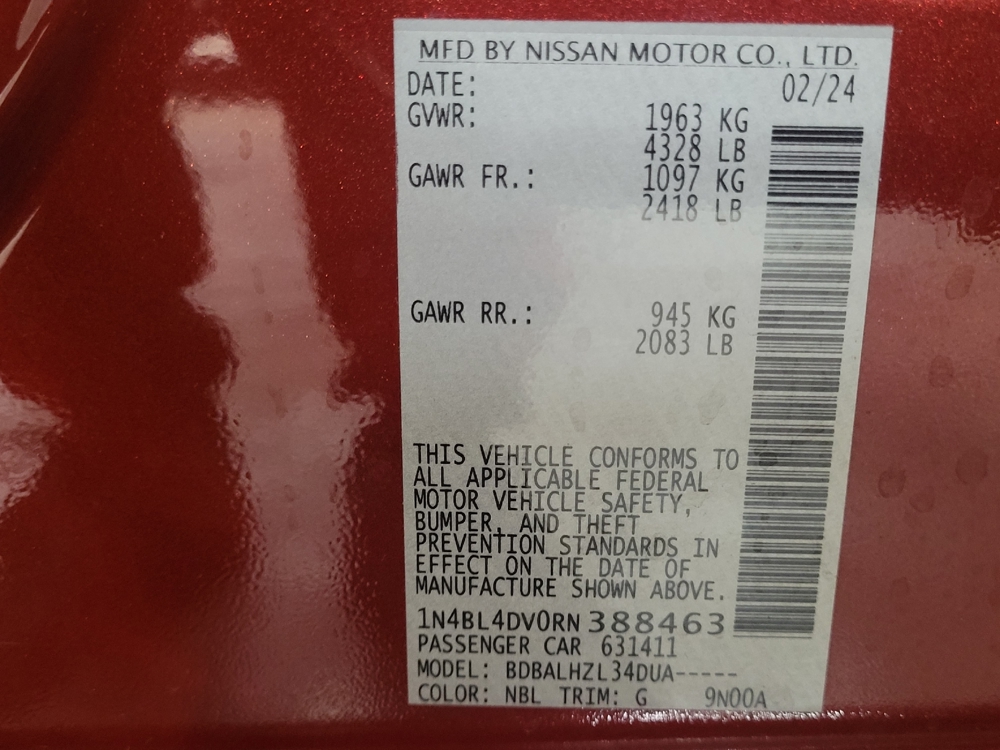 MFD BY NISSAN MOTOR CO., LTD.
DATE: 02/24
GVWR: 1963 KG
4328 LB
GAWR FR.: 1097 KG
2418 LB
GAWR RR.: 945 KG
2083 LB
THIS VEHICLE CONFORMS TO
ALL APPLICABLE FEDERAL
MOTOR VEHICLE SAFETY,
BUMPER, AND THEFT
PREVENTION STANDARDS IN
EFFECT ON THE DATE OF
MANUFACTURE SHOWN ABOVE.
1N4BL4DV0RN388463
PASSENGER CAR 631411
MODEL: BDBALHZL34DUA-----
COLOR: NBL TRIM: G 9N00A